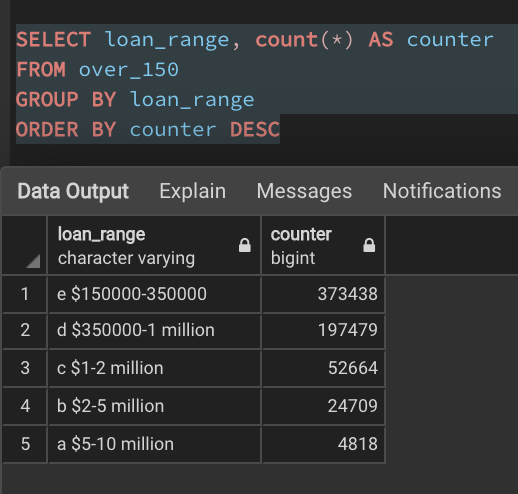 SELECT loan_range, count(*) AS counter
FROM over_150
GROUP BY loan_range
ORDER BY counter DESC
Data Output Explain Messages Notifications
loan_range counter
character varying bigint
1 e $150000-350000 373438
2 d $350000-1 million 197479
3 c $1-2 million 52664
4 b $2-5 million 24709
5 a $5-10 million 4818